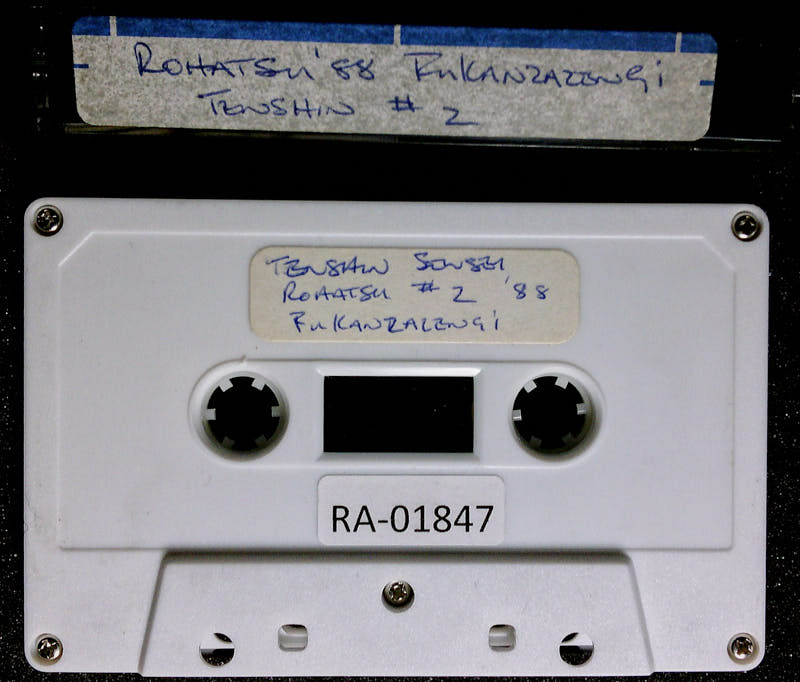 ROHATSU '88 FUKANZAZENGI
TENSHIN # 2
TENSHIN SENSEI
ROHATSU # 2 '88
FUKANZAZENGI
RA-01847